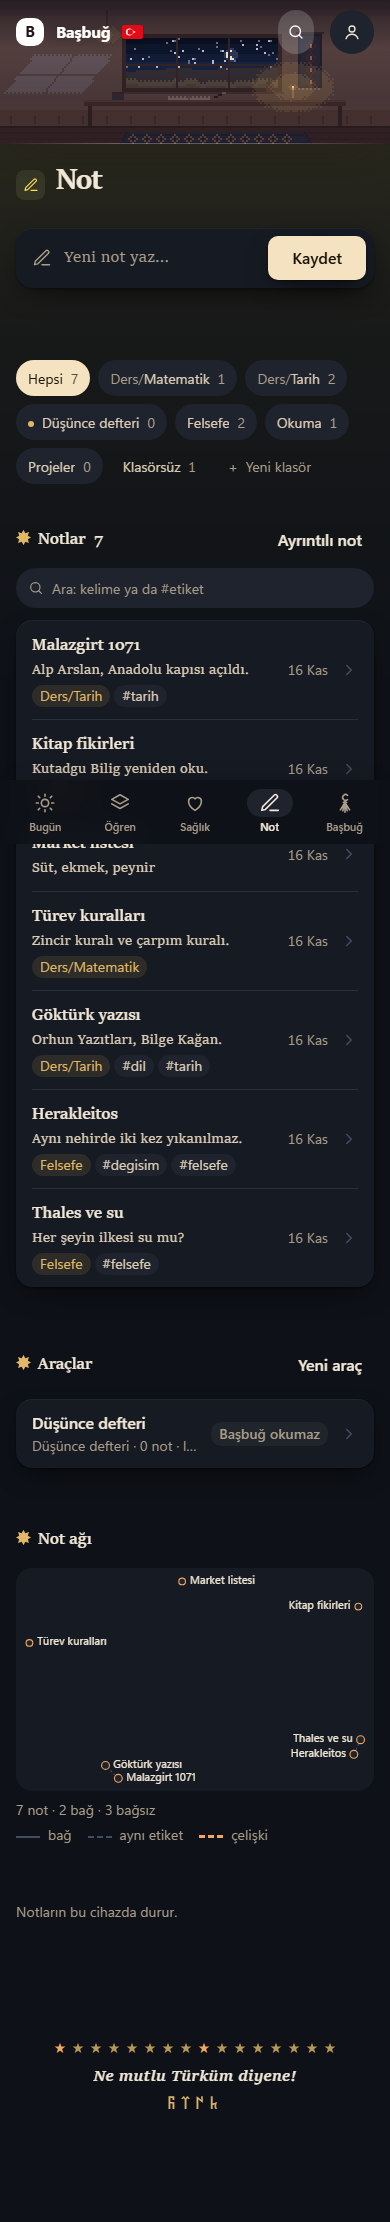 B Başbuğ
Not
Yeni not yaz... Kaydet
Hepsi 7 Ders/Matematik 1 Ders/Tarih 2
Düşünce defteri 0 Felsefe 2 Okuma 1
Projeler 0 Klasörsüz 1 + Yeni klasör
Notlar 7 Ayrıntılı not
Ara: kelime ya da #etiket
Malazgirt 1071
Alp Arslan, Anadolu kapısı açıldı. 16 Kas
Ders/Tarih #tarih
Kitap fikirleri
Kutadgu Bilig yeniden oku. 16 Kas
Bugün Öğren Sağlık Not Başbuğ
Market listesi
Süt, ekmek, peynir 16 Kas
Türev kuralları
Zincir kuralı ve çarpım kuralı. 16 Kas
Ders/Matematik
Göktürk yazısı
Orhun Yazıtları, Bilge Kağan. 16 Kas
Ders/Tarih #dil #tarih
Herakleitos
Aynı nehirde iki kez yıkanılmaz. 16 Kas
Felsefe #degisim #felsefe
Thales ve su
Her şeyin ilkesi su mu? 16 Kas
Felsefe #felsefe
Araçlar Yeni araç
Düşünce defteri
Düşünce defteri · 0 not · I... Başbuğ okumaz
Not ağı
Market listesi
Kitap fikirleri
Türev kuralları
Thales ve su
Herakleitos
Göktürk yazısı
Malazgirt 1071
7 not · 2 bağ · 3 bağsız
bağ aynı etiket çelişki
Notların bu cihazda durur.
Ne mutlu Türküm diyene!